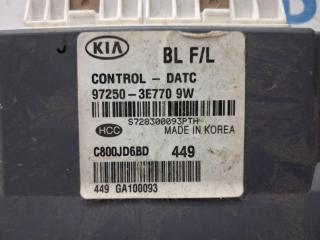 KIA BL F/L
CONTROL - DATC
97250-3E770 9W
S728300093PTH
HCC MADE IN KOREA
C800JD6BD 449
449 GA100093